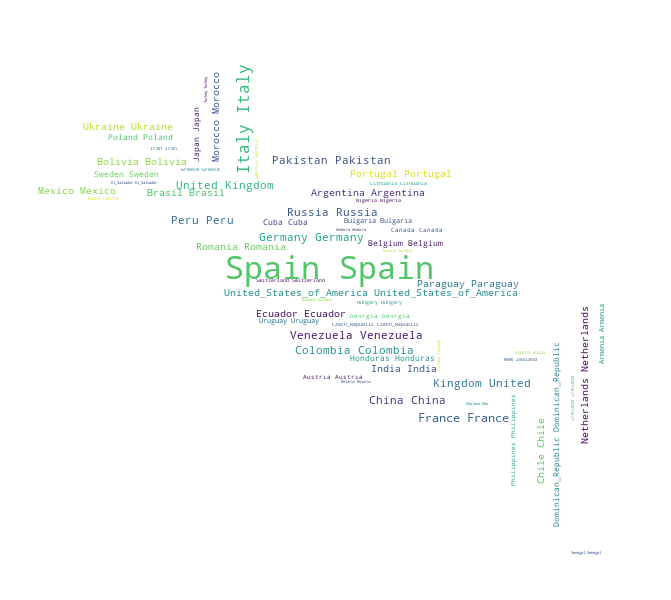 Italy Italy
Morocco Morocco
Turkey Turkey
Japan Japan
Ukraine Ukraine
Poland Poland
Iran Iran
Pakistan Pakistan
Bolivia Bolivia
Greece Greece
Sweden Sweden
Portugal Portugal
El_Salvador El_Salvador
United Kingdom
Lithuania Lithuania
Mexico Mexico
Brasil Brasil
Argentina Argentina
Nigeria Nigeria
Russia Russia
Peru Peru
Cuba Cuba
Bulgaria Bulgaria
Andorra Andorra
Canada Canada
Germany Germany
Belgium Belgium
Romania Romania
Spain Spain
Switzerland Switzerland
Paraguay Paraguay
United_States_of_America United_States_of_America
Hungary Hungary
Ecuador Ecuador
Georgia Georgia
Uruguay Uruguay
Czech_Republic Czech_Republic
Venezuela Venezuela
Colombia Colombia
Costa Rica
Honduras Honduras
New Zealand
India India
Austria Austria
Belarus Belarus
Kingdom United
China China
Zealand New
France France
Philippines Philippines
Chile Chile
Dominican_Republic Dominican_Republic
Ireland Ireland
Netherlands Netherlands
Armenia Armenia
Senegal Senegal